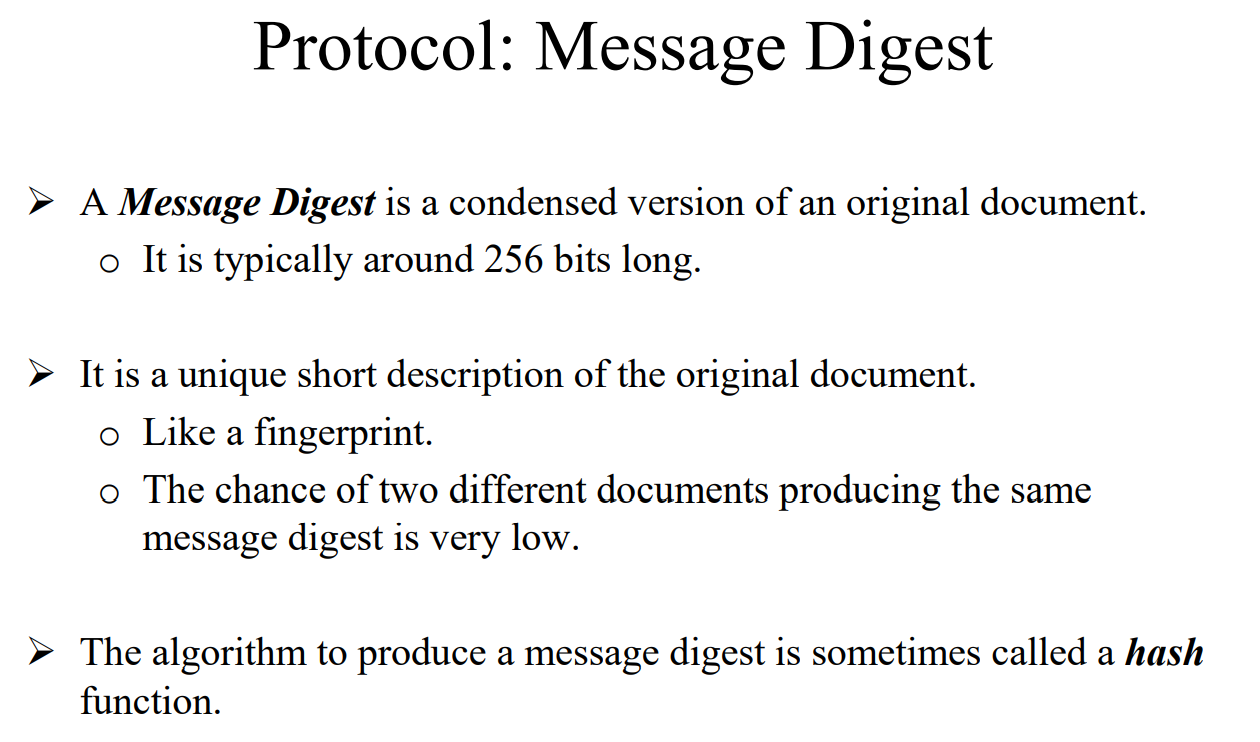 Protocol: Message Digest
➢ A Message Digest is a condensed version of an original document.
o It is typically around 256 bits long.
➢ It is a unique short description of the original document.
o Like a fingerprint.
o The chance of two different documents producing the same
message digest is very low.
➢ The algorithm to produce a message digest is sometimes called a hash
function.